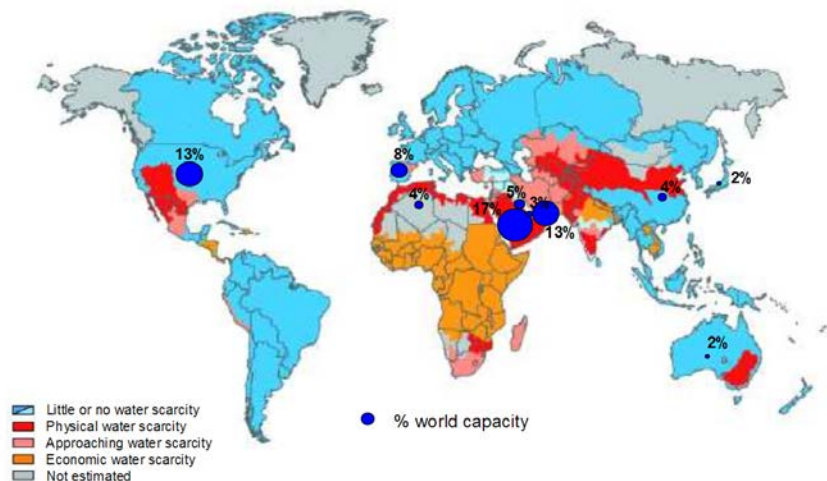 13%
8%
2%
4%
5%
4%
17%
3%
13%
2%
Little or no water scarcity
Physical water scarcity
Approaching water scarcity
Economic water scarcity
Not estimated
% world capacity